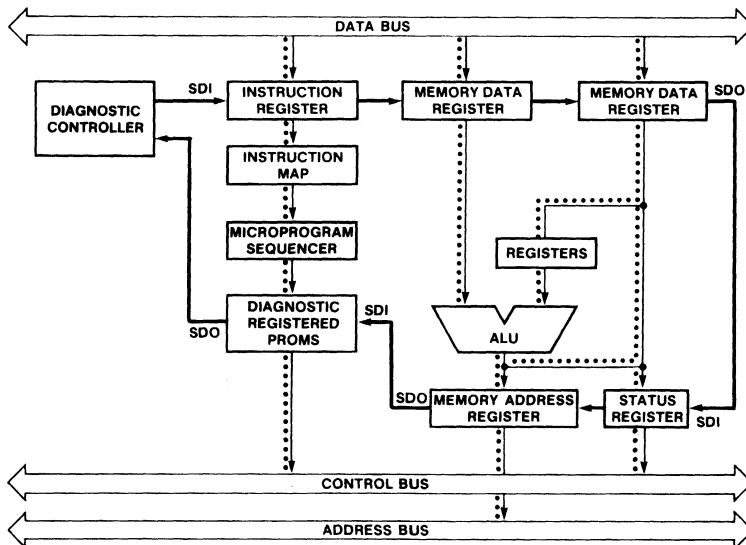 DATA BUS
SDI
DIAGNOSTIC
CONTROLLER
INSTRUCTION
REGISTER
MEMORY DATA
REGISTER
MEMORY DATA
REGISTER
SDO
INSTRUCTION
MAP
MICROPROGRAM
SEQUENCER
REGISTERS
DIAGNOSTIC
REGISTERED
PROMS
SDO
SDI
ALU
SDO
MEMORY ADDRESS
REGISTER
STATUS
REGISTER
SDI
CONTROL BUS
ADDRESS BUS